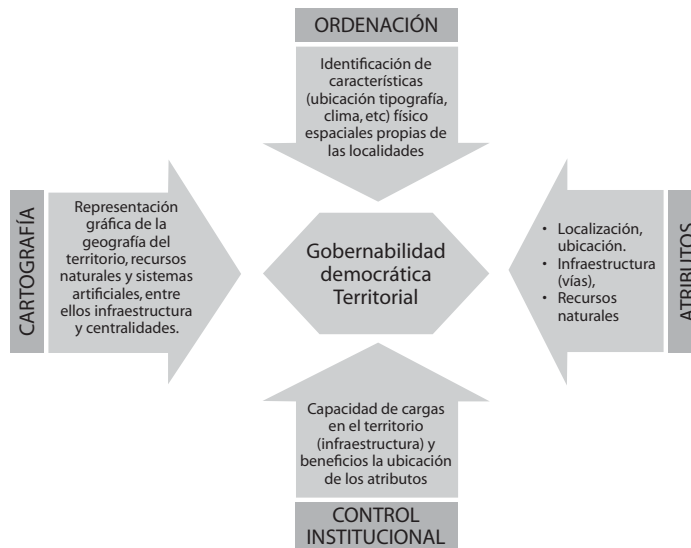 ORDENACIÓN
Identificación de
características
(ubicación tipografía,
clima, etc) físico
espaciales propias de
las localidades
CARTOGRAFÍA
Representación
gráfica de la
geografía del
territorio, recursos
naturales y sistemas
artificiales, entre
ellos infraestructura
y centralidades.
Gobernabilidad
democrática
Territorial
• Localización,
ubicación.
• Infraestructura
(vías),
• Recursos
naturales
ATRIBUTOS
Capacidad de cargas
en el territorio
(infraestructura) y
beneficios la ubicación
de los atributos
CONTROL
INSTITUCIONAL